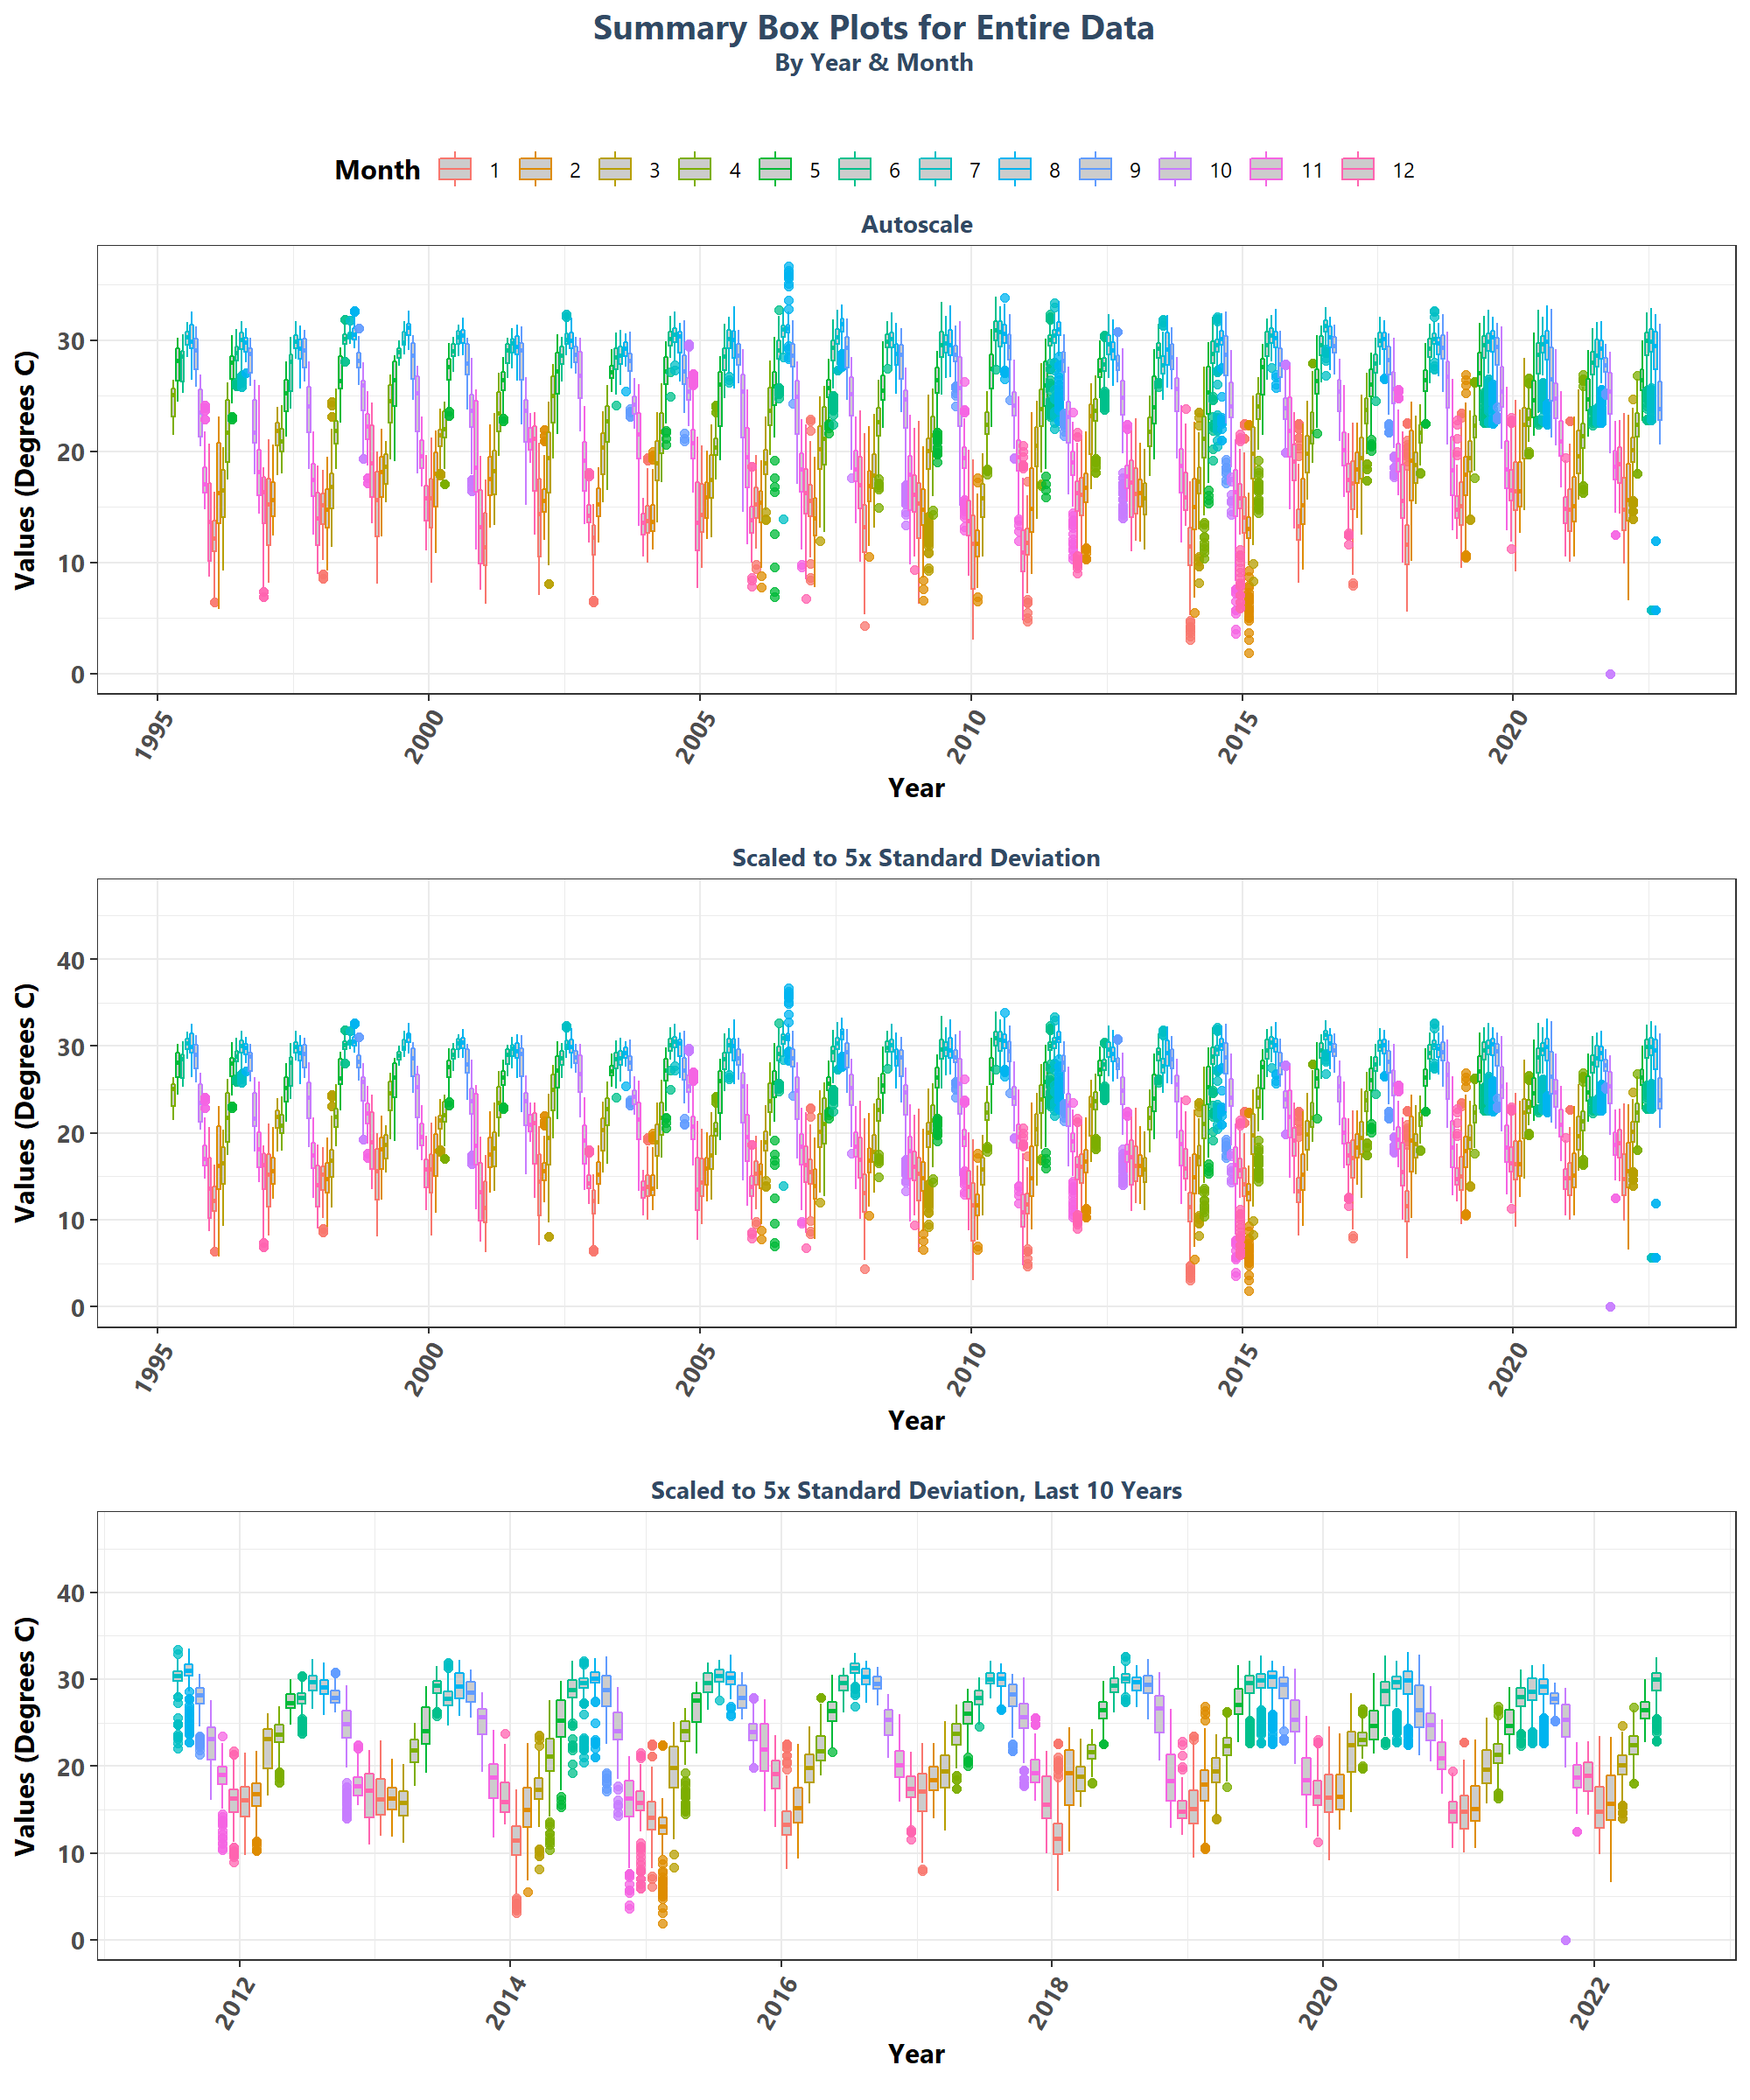 Summary Box Plots for Entire Data
By Year & Month
Month 1 2 3 4 5 6 7 8 9 10 11 12
Autoscale
Values (Degrees C)
30
20
10
0
1995 2000 2005 2010 2015 2020
Year
Scaled to 5x Standard Deviation
Values (Degrees C)
40
30
20
10
0
1995 2000 2005 2010 2015 2020
Year
Scaled to 5x Standard Deviation, Last 10 Years
Values (Degrees C)
40
30
20
10
0
2012 2014 2016 2018 2020 2022
Year